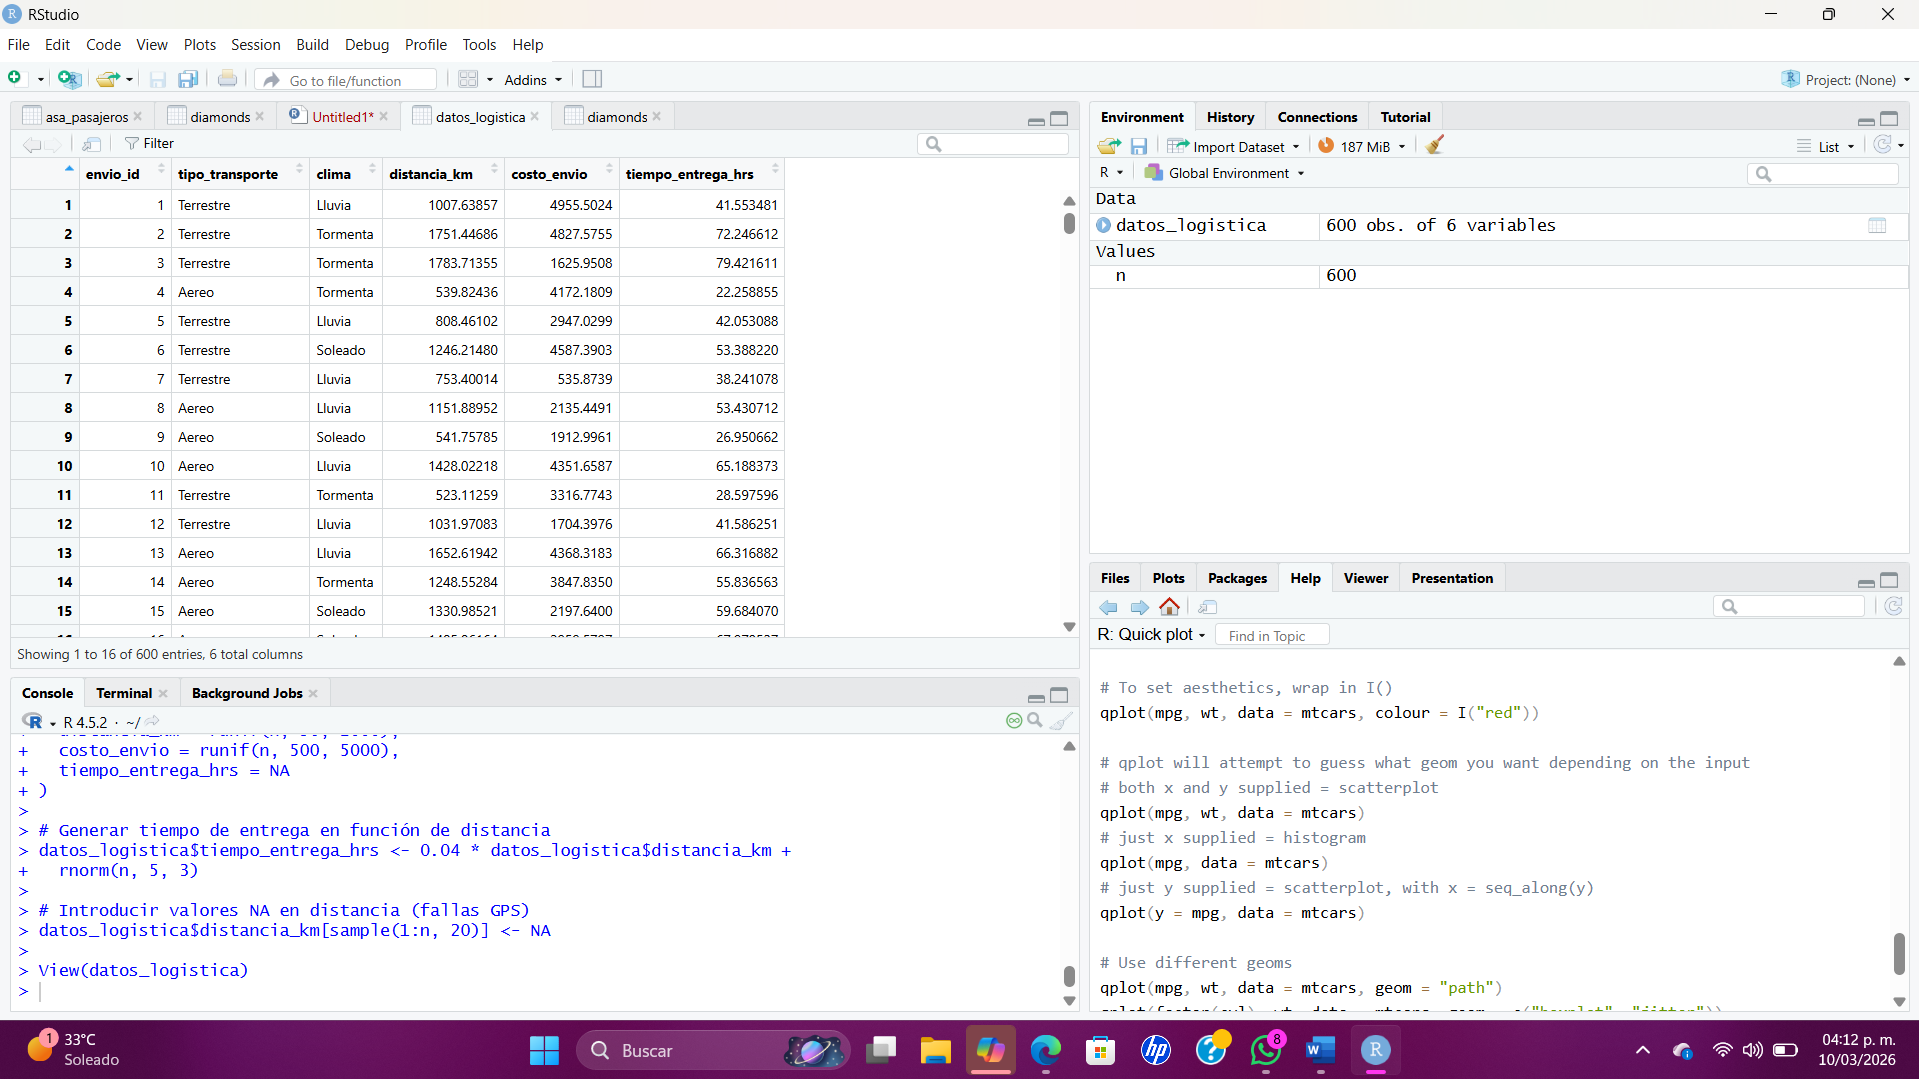 RStudio
File Edit Code View Plots Session Build Debug Profile Tools Help
Go to file/function Addins Project: (None)
asa_pasajeros diamonds Untitled1* datos_logistica diamonds
Filter
envio_id tipo_transporte clima distancia_km costo_envio tiempo_entrega_hrs
1 1 Terrestre Lluvia 1007.63857 4955.5024 41.553481
2 2 Terrestre Tormenta 1751.44686 4827.5755 72.246612
3 3 Terrestre Tormenta 1783.71355 1625.9508 79.421611
4 4 Aereo Tormenta 539.82436 4172.1809 22.258855
5 5 Terrestre Lluvia 808.46102 2947.0299 42.053088
6 6 Terrestre Soleado 1246.21480 4587.3903 53.388220
7 7 Terrestre Lluvia 753.40014 535.8739 38.241078
8 8 Aereo Lluvia 1151.88952 2135.4491 53.430712
9 9 Aereo Soleado 541.75785 1912.9961 26.950662
10 10 Aereo Lluvia 1428.02218 4351.6587 65.188373
11 11 Terrestre Tormenta 523.11259 3316.7743 28.597596
12 12 Terrestre Lluvia 1031.97083 1704.3976 41.586251
13 13 Aereo Lluvia 1652.61942 4368.3183 66.316882
14 14 Aereo Tormenta 1248.55284 3847.8350 55.836563
15 15 Aereo Soleado 1330.98521 2197.6400 59.684070
Showing 1 to 16 of 600 entries, 6 total columns
Console Terminal Background Jobs
R 4.5.2 · ~/
+ costo_envio = runif(n, 500, 5000),
+ tiempo_entrega_hrs = NA
+ )
>
> # Generar tiempo de entrega en función de distancia
> datos_logistica$tiempo_entrega_hrs <- 0.04 * datos_logistica$distancia_km +
+ rnorm(n, 5, 3)
>
> # Introducir valores NA en distancia (fallas GPS)
> datos_logistica$distancia_km[sample(1:n, 20)] <- NA
>
> View(datos_logistica)
>
Environment History Connections Tutorial
Import Dataset 187 MiB List
R Global Environment
Data
datos_logistica 600 obs. of 6 variables
Values
n 600
Files Plots Packages Help Viewer Presentation
R: Quick plot Find in Topic
# To set aesthetics, wrap in I()
qplot(mpg, wt, data = mtcars, colour = I("red"))
# qplot will attempt to guess what geom you want depending on the input
# both x and y supplied = scatterplot
qplot(mpg, wt, data = mtcars)
# just x supplied = histogram
qplot(mpg, data = mtcars)
# just y supplied = scatterplot, with x = seq_along(y)
qplot(y = mpg, data = mtcars)
# Use different geoms
qplot(mpg, wt, data = mtcars, geom = "path")
1
33°C
Soleado
Buscar
8
04:12 p. m.
10/03/2026